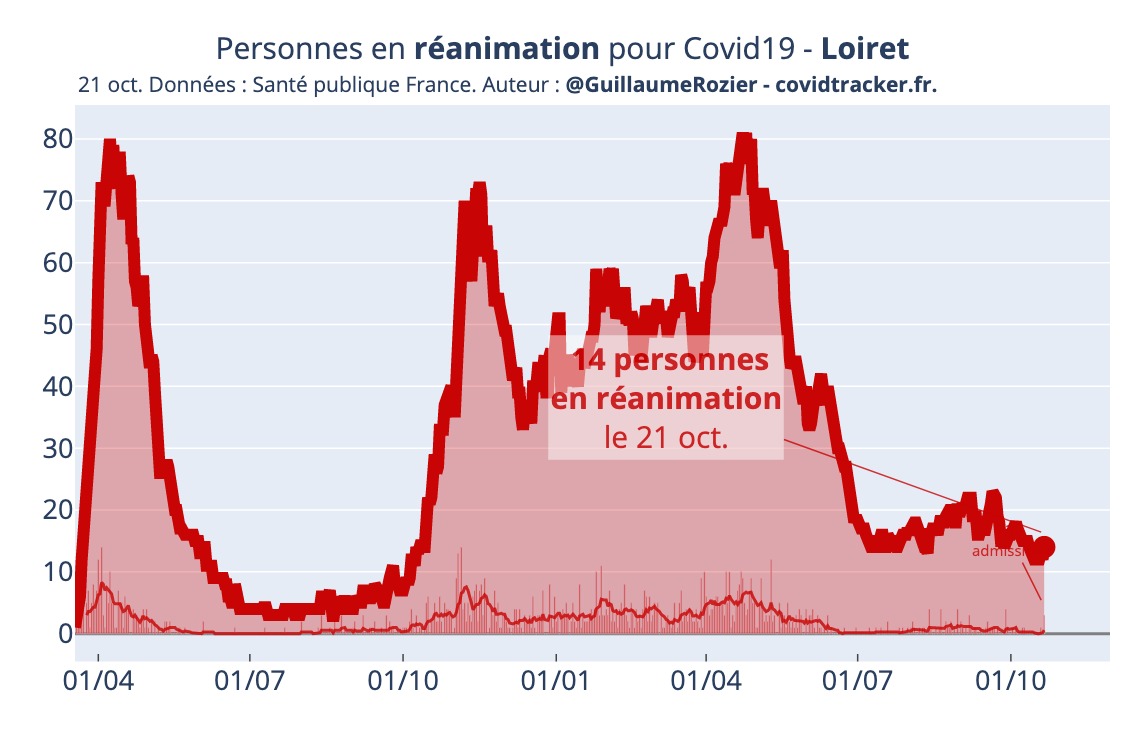 Personnes en réanimation pour Covid19 - Loiret
21 oct. Données : Santé publique France. Auteur : @GuillaumeRozier - covidtracker.fr.
80
70
60
50
40
30
20
10
0
14 personnes
en réanimation
le 21 oct.
01/04 01/07 01/10 01/01 01/04 01/07 01/10